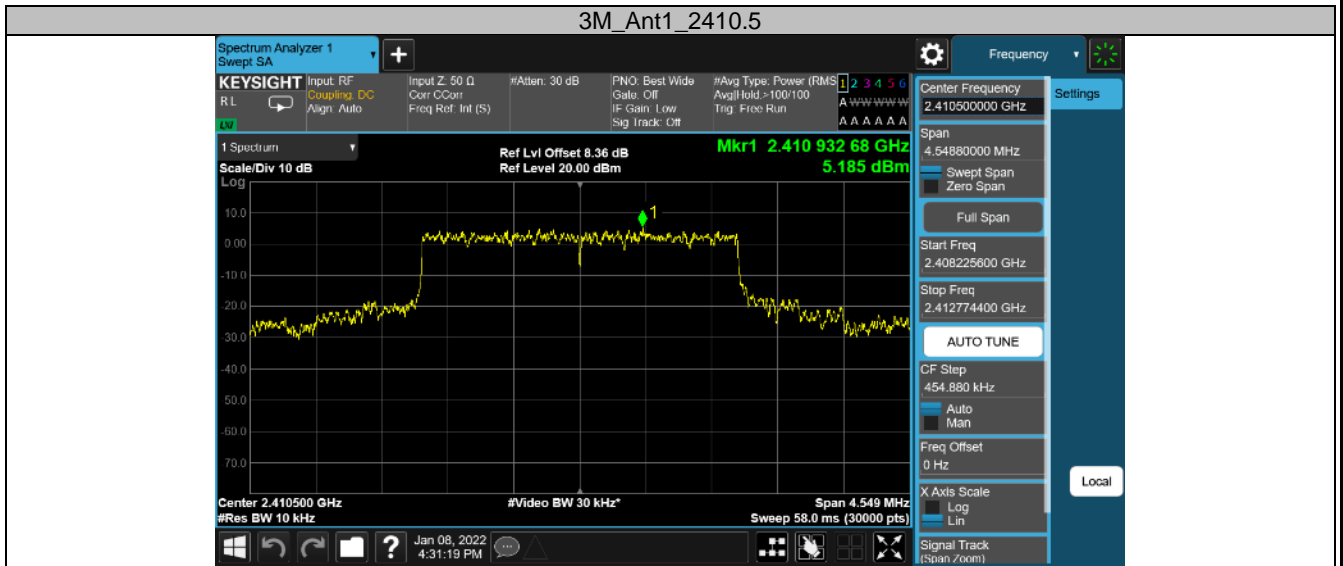 3M_Ant1_2410.5
Spectrum Analyzer 1
Swept SA
+
Frequency
KEYSIGHT
R L
LXI
Input: RF
Coupling: DC
Align: Auto
Input Z: 50 Ω
Corr CCorr
Freq Ref: Int (S)
#Atten: 30 dB
PNO: Best Wide
Gate: Off
IF Gain: Low
Sig Track: Off
#Avg Type: Power (RMS
Avg|Hold:>100/100
Trig: Free Run
1 2 3 4 5 6
A W W W W W
A A A A A A
1 Spectrum
Scale/Div 10 dB
Log
Ref Lvl Offset 8.36 dB
Ref Level 20.00 dBm
Mkr1 2.410 932 68 GHz
5.185 dBm
1
10.0
0.00
-10.0
-20.0
-30.0
-40.0
50.0
-60.0
70.0
Center 2.410500 GHz
#Res BW 10 kHz
#Video BW 30 kHz*
Span 4.549 MHz
Sweep 58.0 ms (30000 pts)
?
Jan 08, 2022
4:31:19 PM
Center Frequency
2.410500000 GHz
Settings
Span
4.54880000 MHz
Swept Span
Zero Span
Full Span
Start Freq
2.408225600 GHz
Stop Freq
2.412774400 GHz
AUTO TUNE
CF Step
454.880 kHz
Auto
Man
Freq Offset
0 Hz
X Axis Scale
Log
Lin
Local
Signal Track
(Span Zoom)